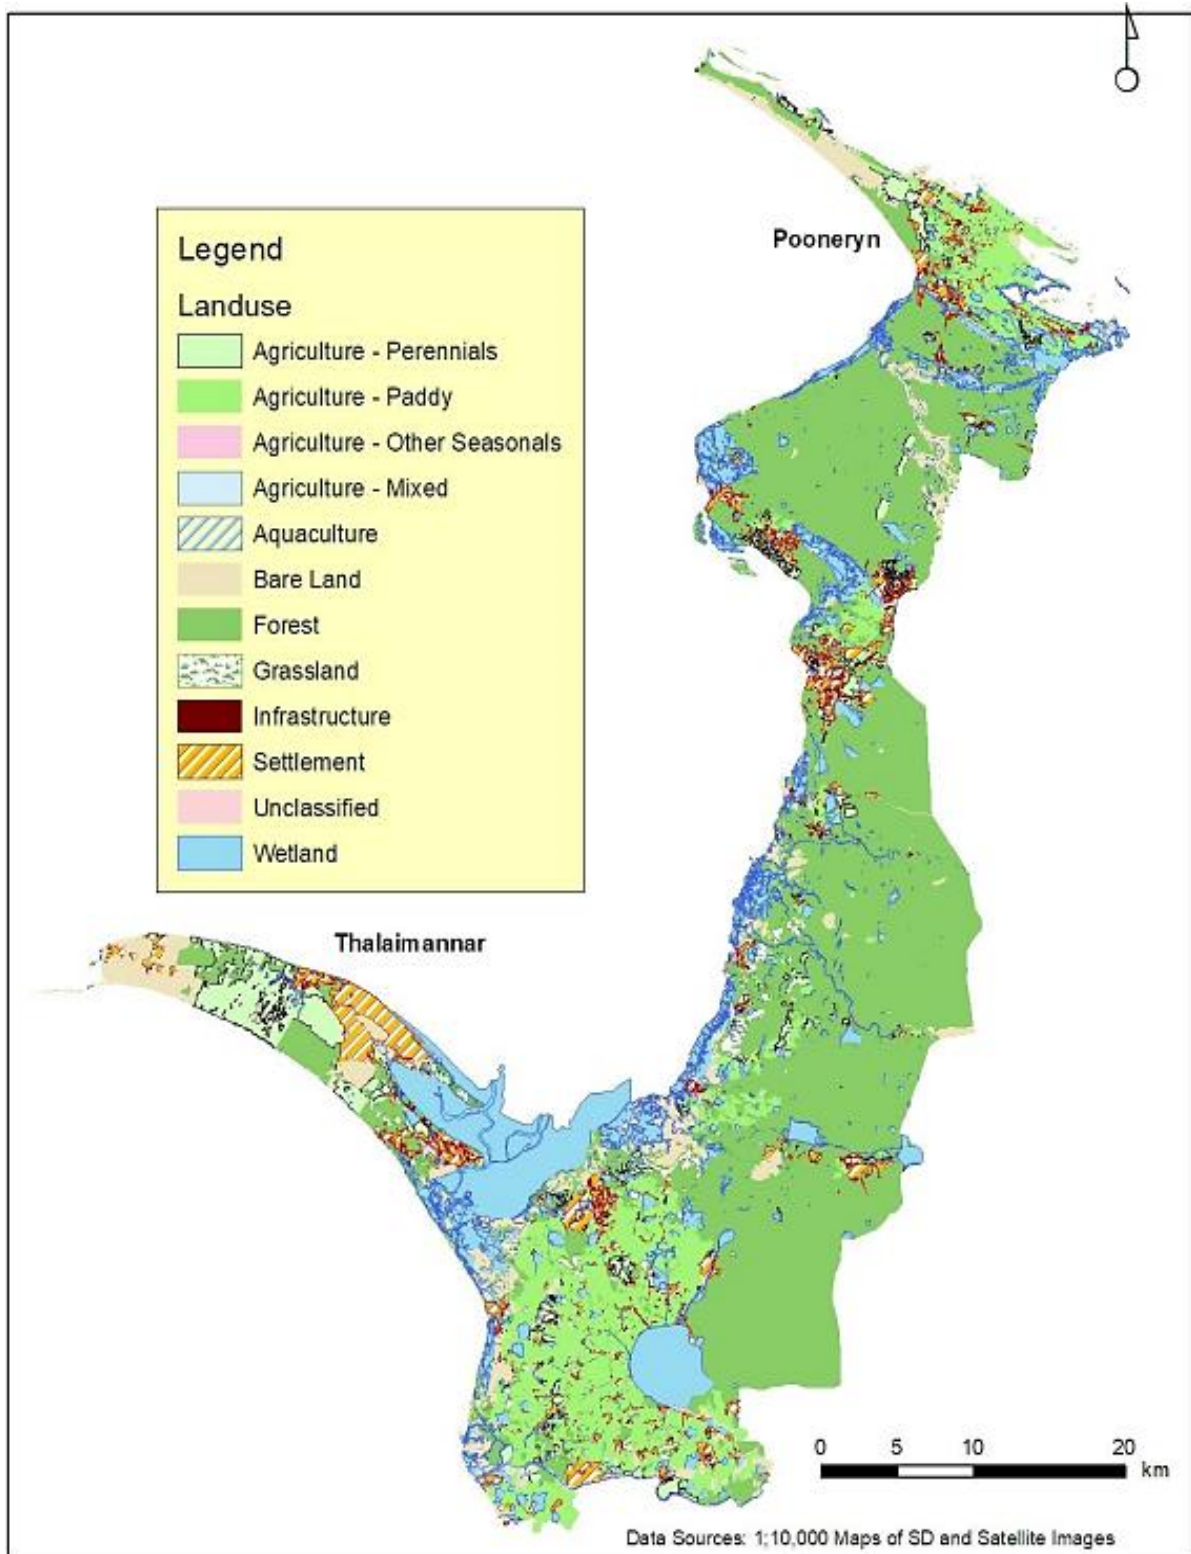 Pooneryn
Legend
Landuse
Agriculture - Perennials
Agriculture - Paddy
Agriculture - Other Seasonals
Agriculture - Mixed
Aquaculture
Bare Land
Forest
Grassland
Infrastructure
Settlement
Unclassified
Wetland
Thalaimannar
0 5 10 20
km
Data Sources: 1;10,000 Maps of SD and Satellite Images